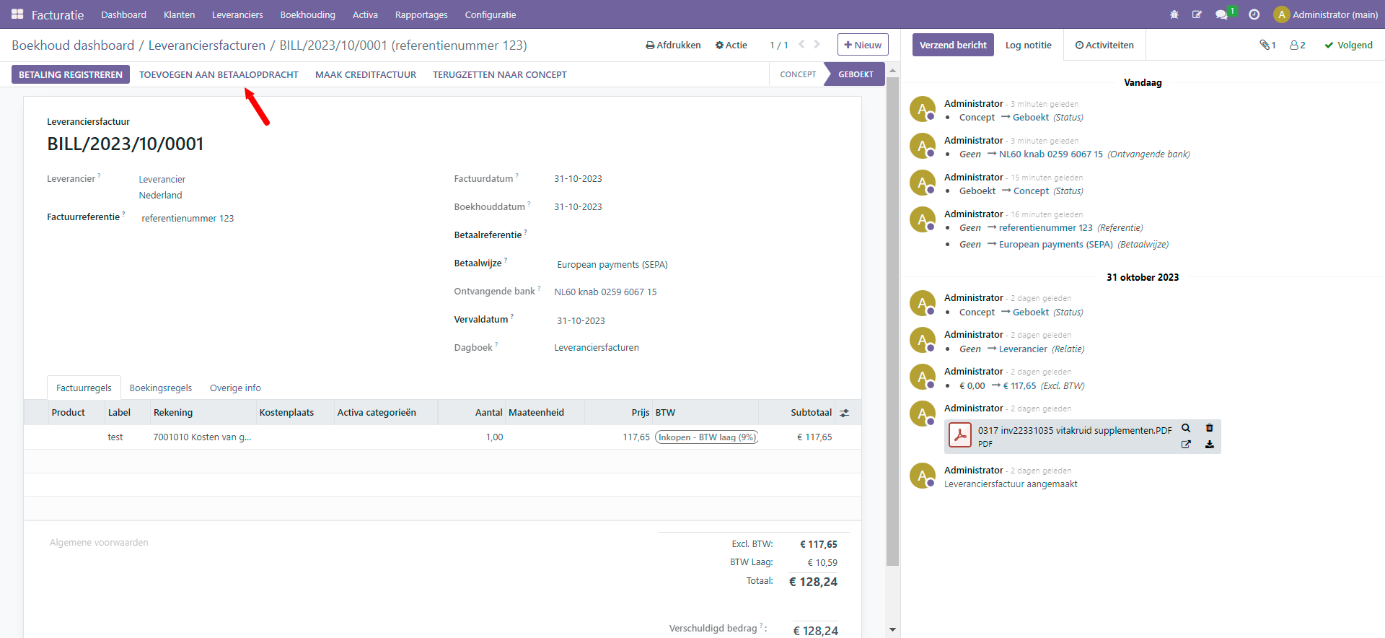 Facturatie Dashboard Klanten Leveranciers Boekhouding Activa Rapportages Configuratie 1 A Administrator (main)
Boekhoud dashboard / Leveranciersfacturen / BILL/2023/10/0001 (referentienummer 123) Afdrukken Actie 1 / 1 + Nieuw
BETALING REGISTREREN TOEVOEGEN AAN BETAALOPDRACHT MAAK CREDITFACTUUR TERUGZETTEN NAAR CONCEPT CONCEPT GEBOEKT
Leveranciersfactuur
BILL/2023/10/0001
Leverancier ? Leverancier
Nederland
Factuurreferentie ? referentienummer 123
Factuurdatum ? 31-10-2023
Boekhouddatum ? 31-10-2023
Betaalreferentie ?
Betaalwijze ? European payments (SEPA)
Ontvangende bank ? NL60 knab 0259 6067 15
Vervaldatum ? 31-10-2023
Dagboek ? Leveranciersfacturen
Factuurregels Boekingsregels Overige info
Product Label Rekening Kostenplaats Activa categorieën Aantal Maateenheid Prijs BTW Subtotaal
test 7001010 Kosten van g... 1,00 117,65 Inkopen - BTW laag (9%) € 117,65
Algemene voorwaarden
Excl. BTW: € 117,65
BTW Laag: € 10,59
Totaal: € 128,24
Verschuldigd bedrag ? : € 128,24
Verzend bericht Log notitie Activiteiten 1 2 Volgend
Vandaag
A Administrator - 3 minuten geleden
• Concept → Geboekt (Status)
A Administrator - 3 minuten geleden
• Geen → NL60 knab 0259 6067 15 (Ontvangende bank)
A Administrator - 15 minuten geleden
• Geboekt → Concept (Status)
A Administrator - 16 minuten geleden
• Geen → referentienummer 123 (Referentie)
• Geen → European payments (SEPA) (Betaalwijze)
31 oktober 2023
A Administrator - 2 dagen geleden
• Concept → Geboekt (Status)
A Administrator - 2 dagen geleden
• Geen → Leverancier (Relatie)
A Administrator - 2 dagen geleden
• € 0,00 → € 117,65 (Excl. BTW)
A Administrator - 2 dagen geleden
0317 inv22331035 vitakruid supplementen.PDF
PDF
A Administrator - 2 dagen geleden
Leveranciersfactuur aangemaakt